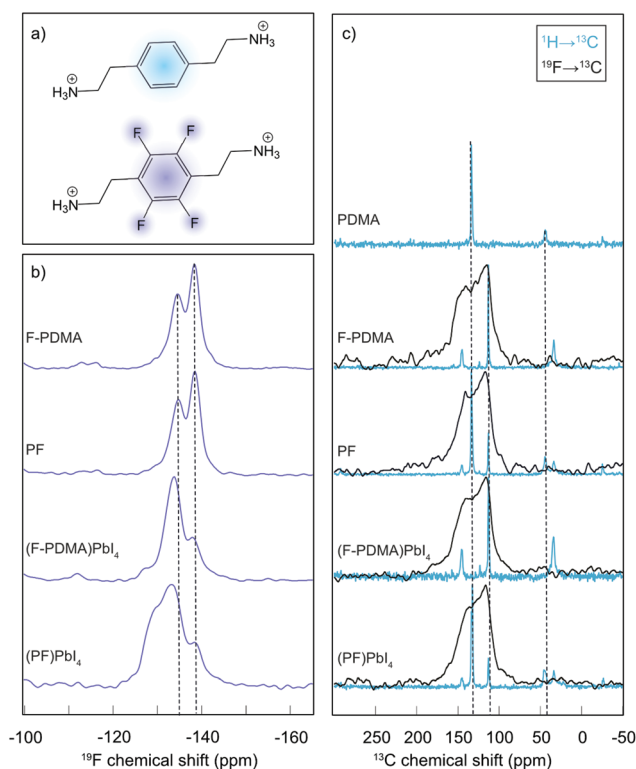 a)
⊕
NH₃
⊕
H₃N
F
F
⊕
NH₃
⊕
H₃N
F
F
b)
F-PDMA
PF
(F-PDMA)PbI₄
(PF)PbI₄
-100
-120
-140
-160
¹⁹F chemical shift (ppm)
c)
¹H→¹³C
¹⁹F→¹³C
PDMA
F-PDMA
PF
(F-PDMA)PbI₄
(PF)PbI₄
250
200
150
100
50
0
-50
¹³C chemical shift (ppm)